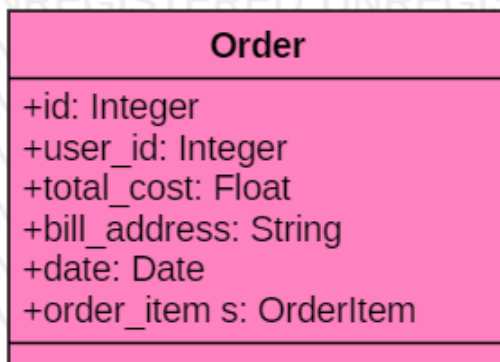 Order
+id: Integer
+user_id: Integer
+total_cost: Float
+bill_address: String
+date: Date
+order_item s: OrderItem